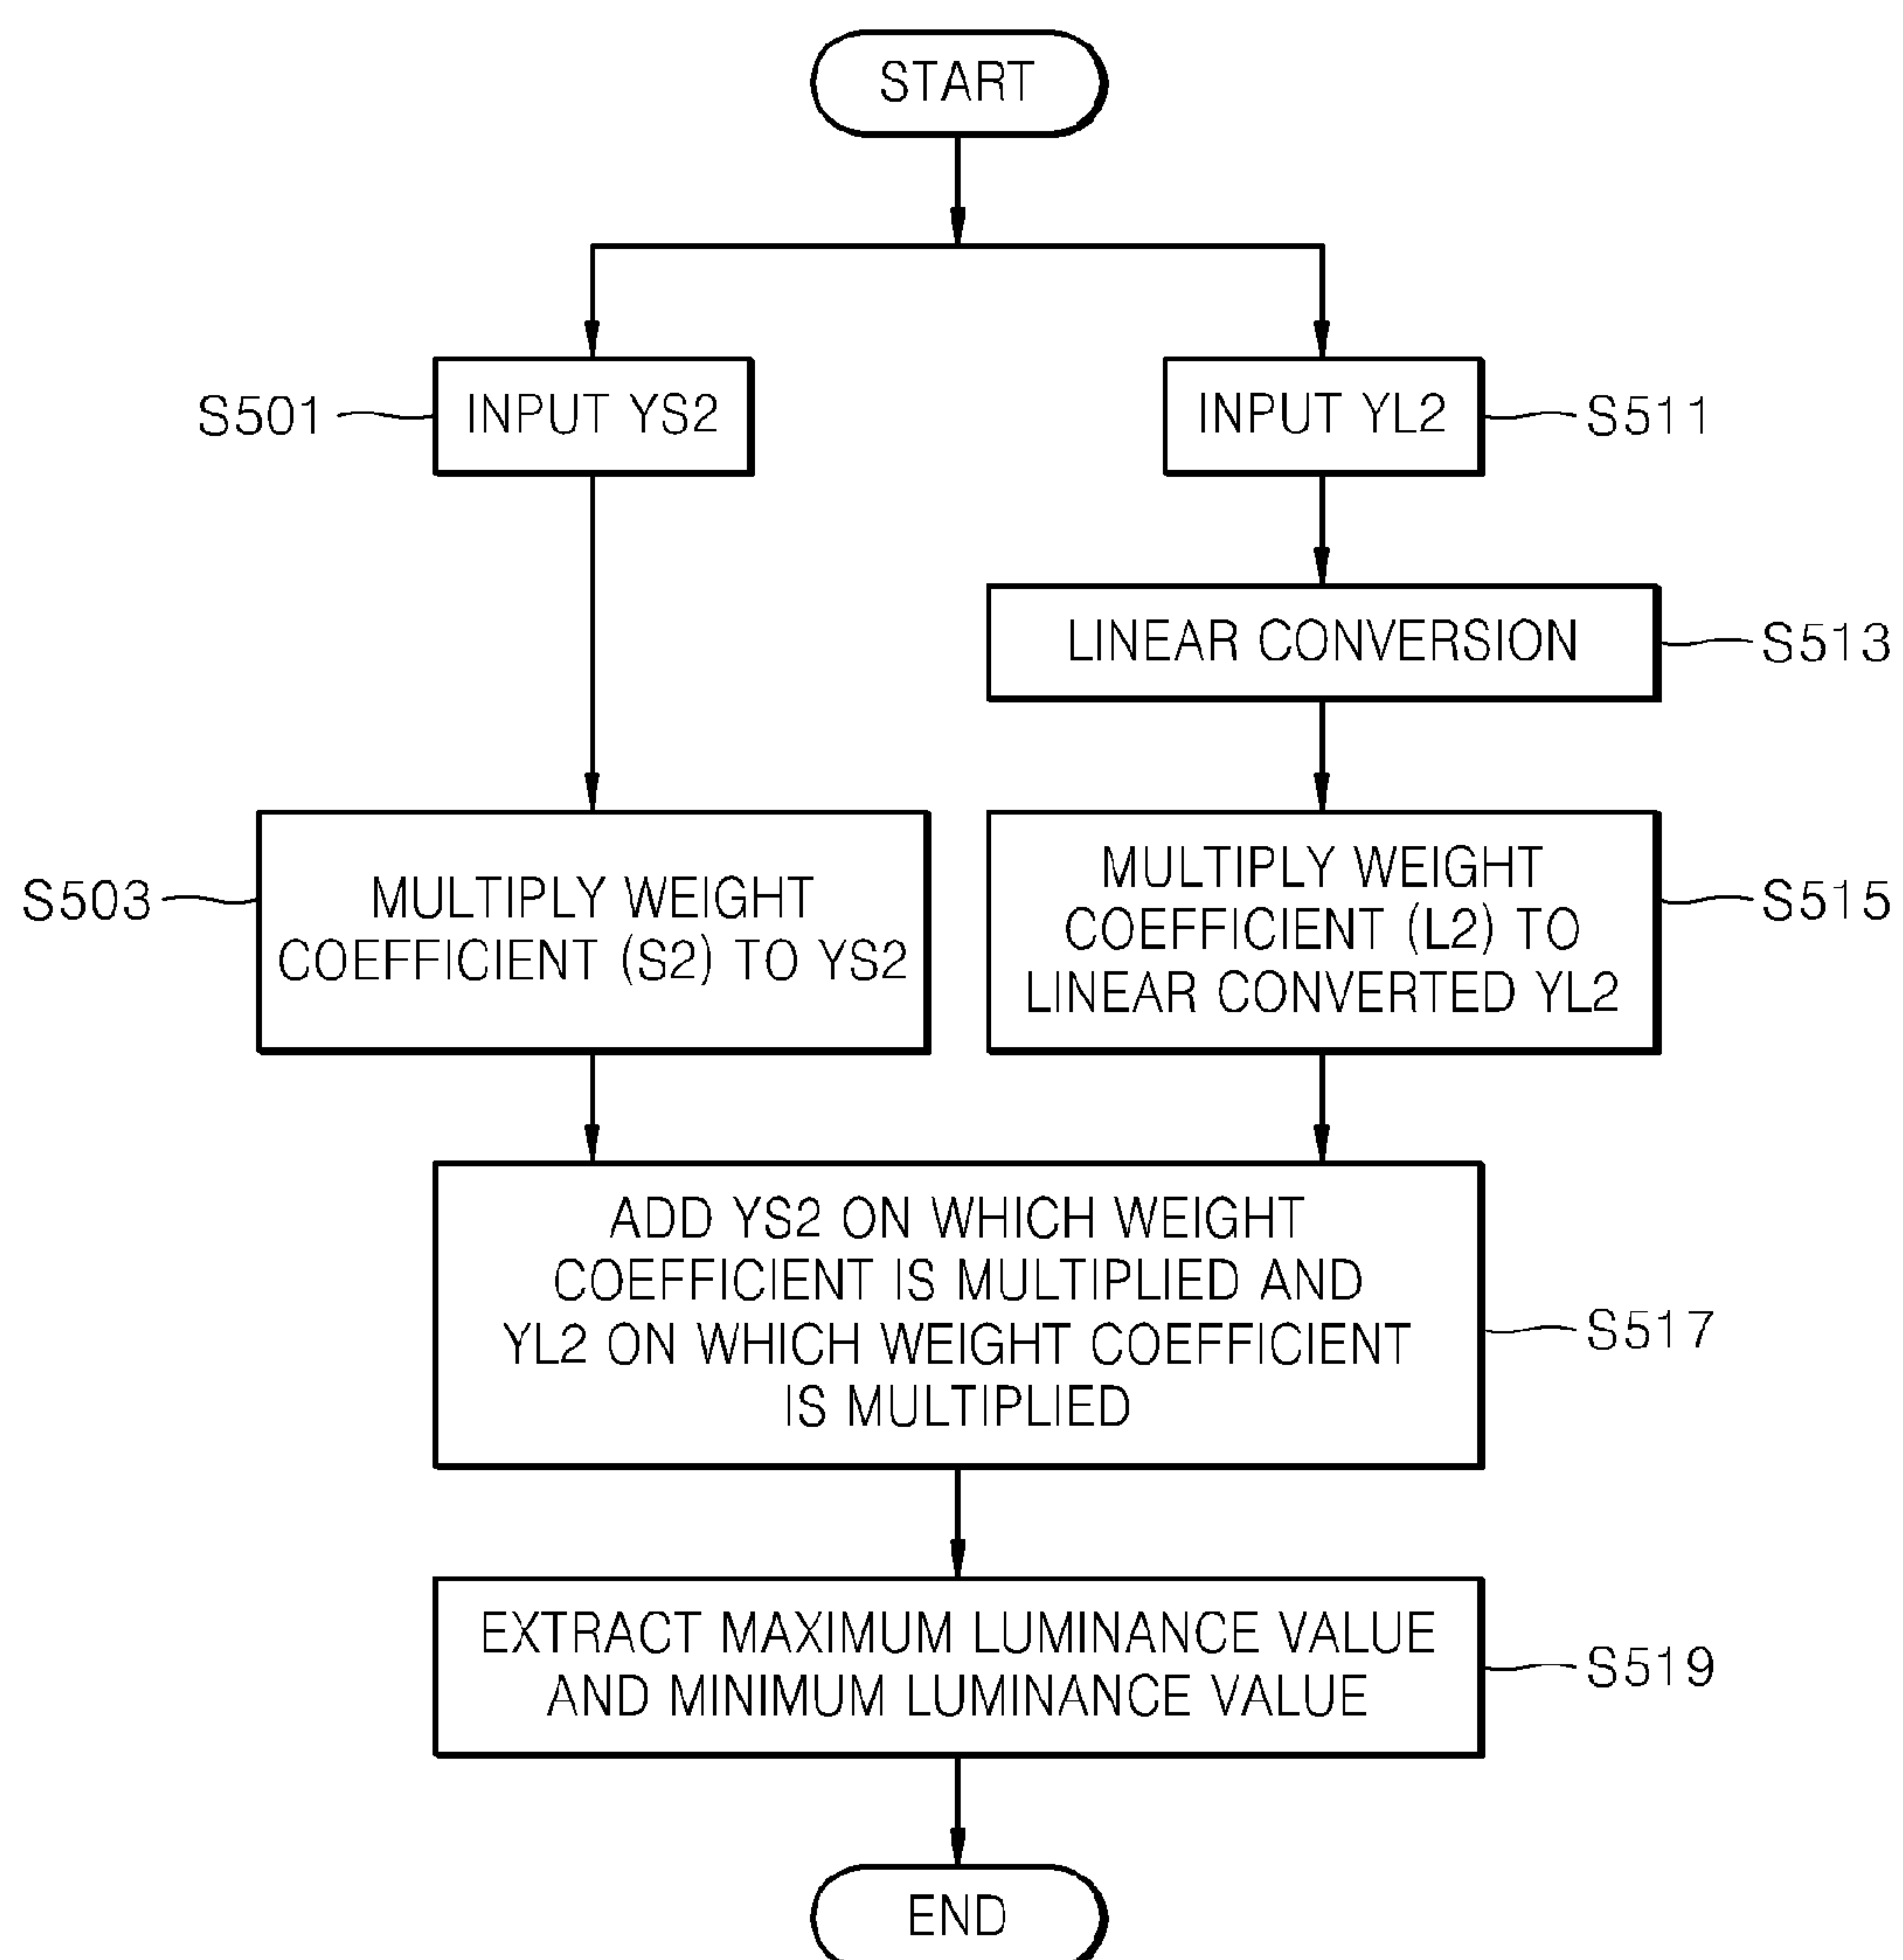 START
S501
INPUT YS2
INPUT YL2
S511
LINEAR CONVERSION
S513
S503
MULTIPLY WEIGHT
COEFFICIENT (S2) TO YS2
MULTIPLY WEIGHT
COEFFICIENT (L2) TO
LINEAR CONVERTED YL2
S515
ADD YS2 ON WHICH WEIGHT
COEFFICIENT IS MULTIPLIED AND
YL2 ON WHICH WEIGHT COEFFICIENT
IS MULTIPLIED
S517
EXTRACT MAXIMUM LUMINANCE VALUE
AND MINIMUM LUMINANCE VALUE
S519
END